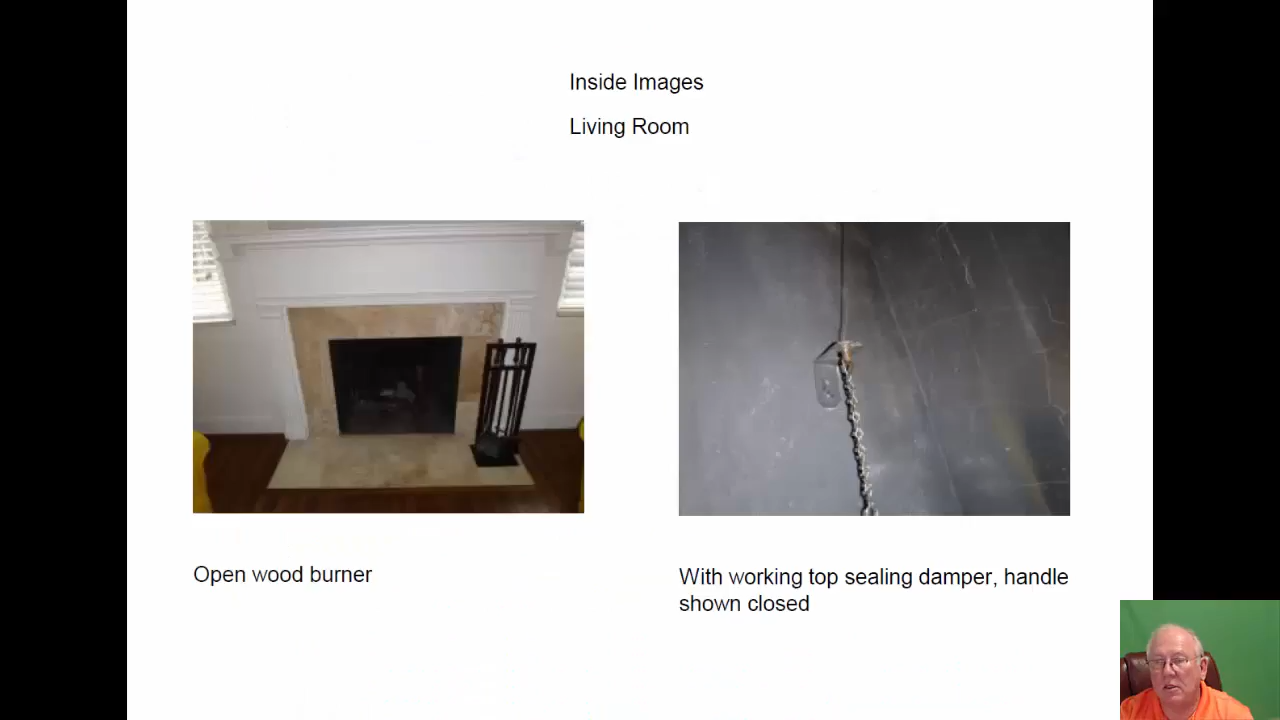 Inside Images
Living Room
Open wood burner
With working top sealing damper, handle
shown closed